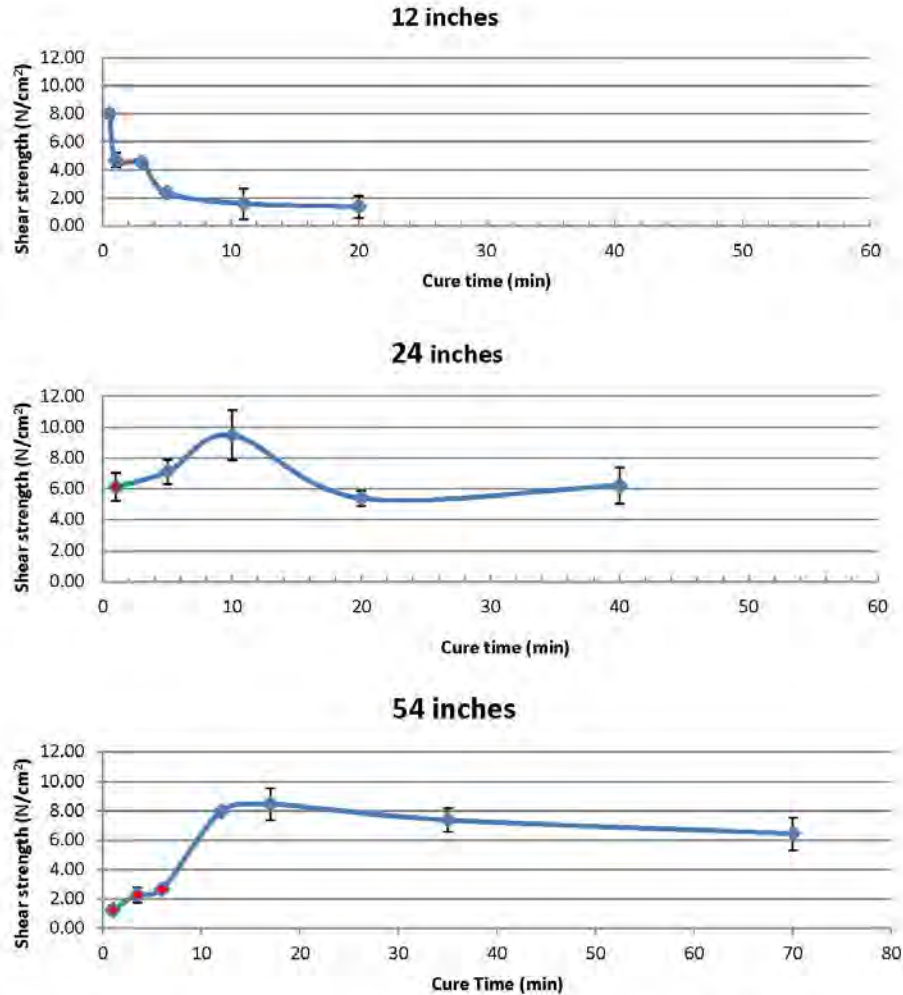 12 inches
Shear strength (N/cm²)
12.00
10.00
8.00
6.00
4.00
2.00
0.00
0 10 20 30 40 50 60
Cure time (min)
24 inches
Shear strength (N/cm²)
12.00
10.00
8.00
6.00
4.00
2.00
0.00
0 10 20 30 40 50 60
Cure time (min)
54 inches
Shear strength (N/cm²)
12.00
10.00
8.00
6.00
4.00
2.00
0.00
0 10 20 30 40 50 60 70 80
Cure Time (min)